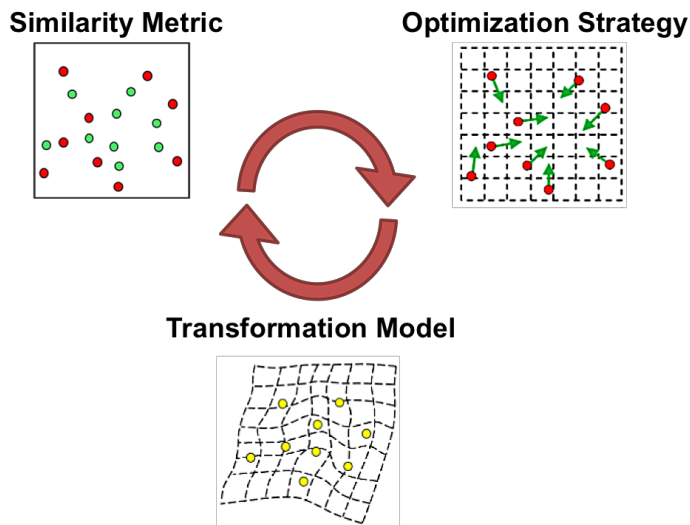 Similarity Metric
Optimization Strategy
Transformation Model